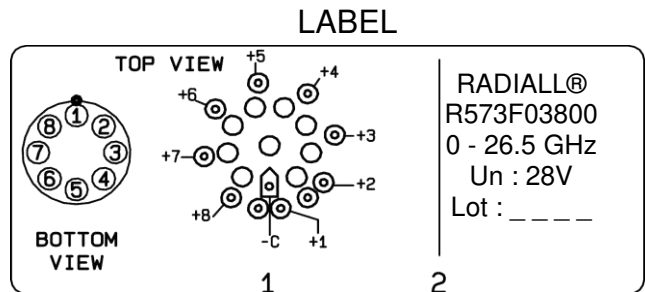 LABEL
TOP VIEW
+5
+4
+6
+3
+7
+2
+8
-C
+1
1
2
3
4
5
6
7
8
BOTTOM
VIEW
RADIALL®
R573F03800
0 - 26.5 GHz
Un : 28V
Lot : _ _ _ _
1
2